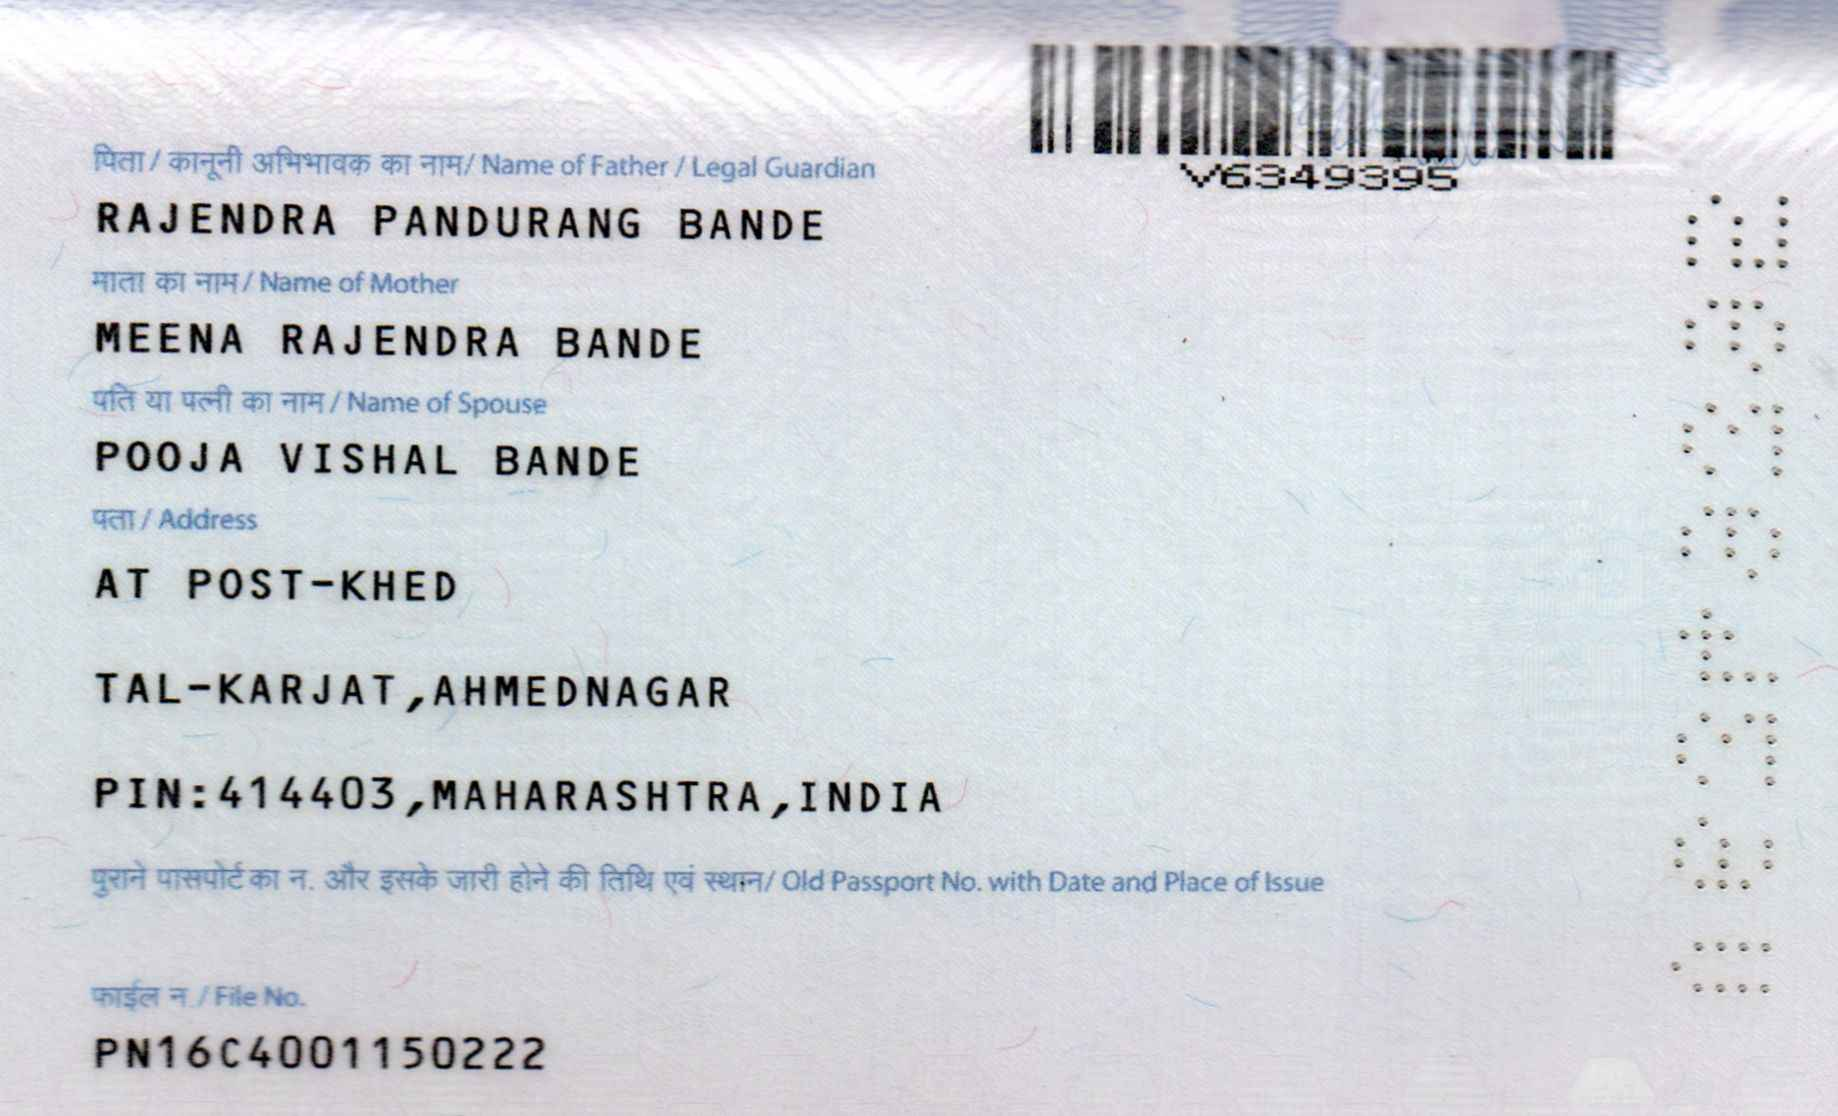 V6349395
पिता / कानूनी अभिभावक का नाम/ Name of Father / Legal Guardian
RAJENDRA PANDURANG BANDE
माता का नाम / Name of Mother
MEENA RAJENDRA BANDE
पति या पत्नी का नाम / Name of Spouse
POOJA VISHAL BANDE
पता / Address
AT POST-KHED
TAL-KARJAT,AHMEDNAGAR
PIN:414403,MAHARASHTRA,INDIA
पुराने पासपोर्ट का न. और इसके जारी होने की तिथि एवं स्थान/ Old Passport No. with Date and Place of Issue
फाईल न. / File No.
PN16C4001150222
V6349395